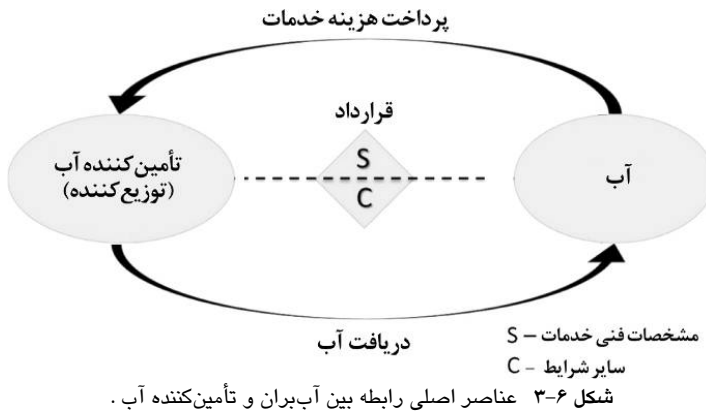 پرداخت هزینه خدمات
قرارداد
تأمین‌کننده آب
(توزیع‌کننده)
S
C
آب
دریافت آب
S – مشخصات فنی خدمات
C - سایر شرایط
شکل ۶-۳ عناصر اصلی رابطه بین آب‌بران و تأمین‌کننده آب .